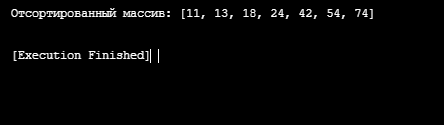 Отсортированный массив: [11, 13, 18, 24, 42, 54, 74]
[Execution Finished]